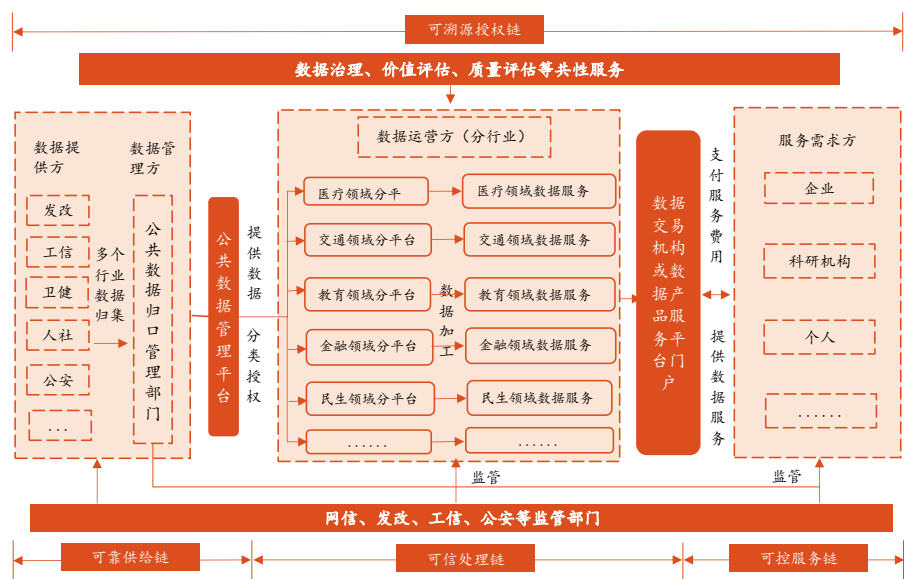 可溯源授权链
数据治理、价值评估、质量评估等共性服务
数据提
供方
数据管
理方
发改
工信
卫健
人社
公安
...
多个
行业
数据
归集
公共数据归口管理部门
公共数据管理平台
提供数据
分类授权
数据运营方（分行业）
医疗领域分平
医疗领域数据服务
交通领域分平台
交通领域数据服务
教育领域分平台
教育领域数据服务
金融领域分平台
金融领域数据服务
民生领域分平台
民生领域数据服务
......
......
数据加工
数据
交易
机构
或数
据产
品服
务平
台门
户
支付服务费用
提供数据服务
服务需求方
企业
科研机构
个人
......
监管
监管
网信、发改、工信、公安等监管部门
可靠供给链
可信处理链
可控服务链